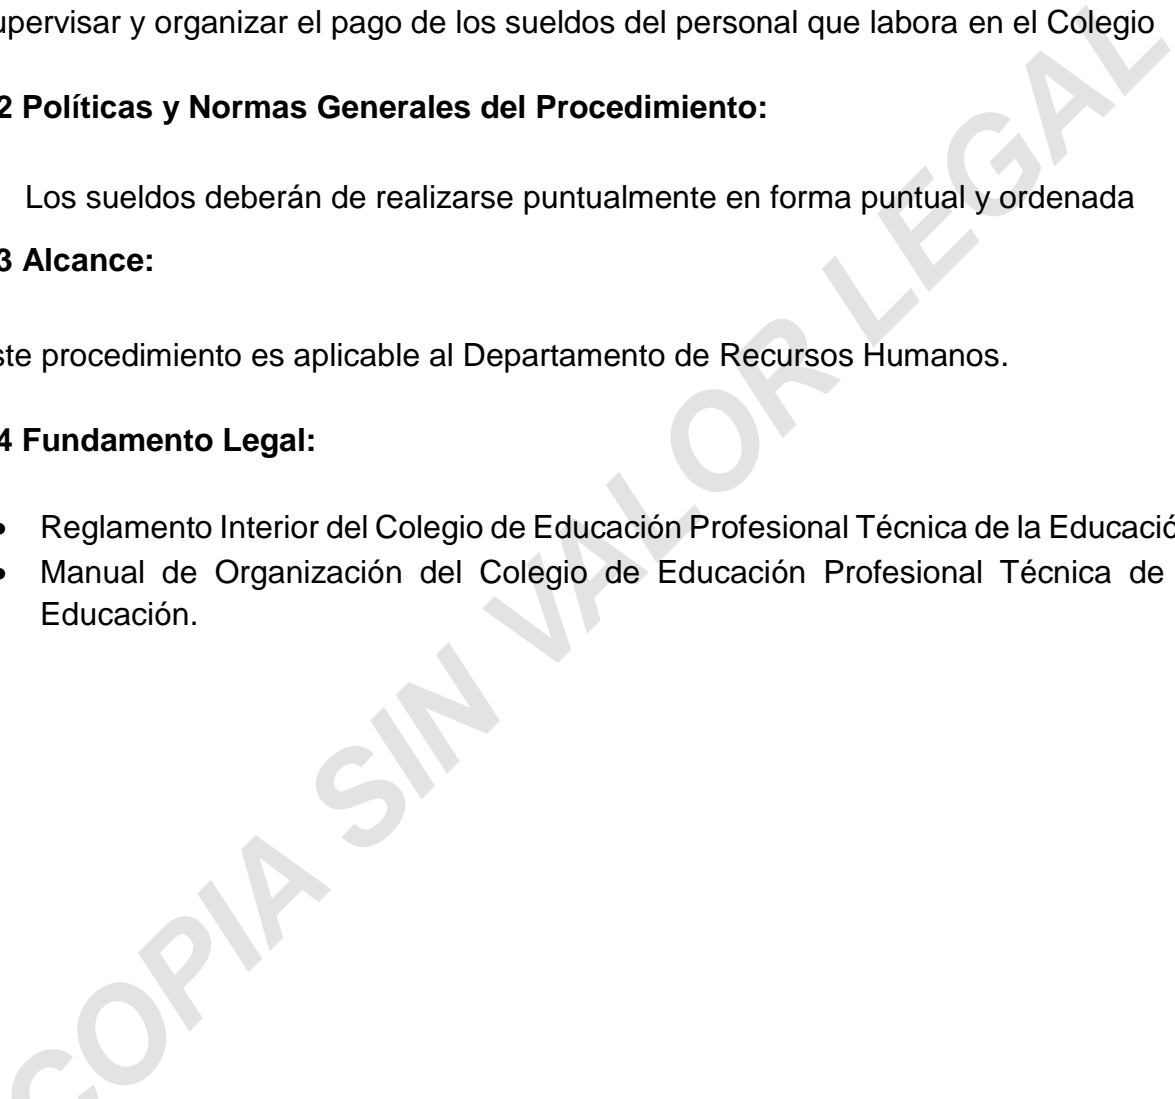 upervisar y organizar el pago de los sueldos del personal que labora en el Colegio
2 Políticas y Normas Generales del Procedimiento:
Los sueldos deberán de realizarse puntualmente en forma puntual y ordenada
3 Alcance:
ste procedimiento es aplicable al Departamento de Recursos Humanos.
4 Fundamento Legal:
• Reglamento Interior del Colegio de Educación Profesional Técnica de la Educació
• Manual de Organización del Colegio de Educación Profesional Técnica de
Educación.
COPIA SIN VALOR LEGAL